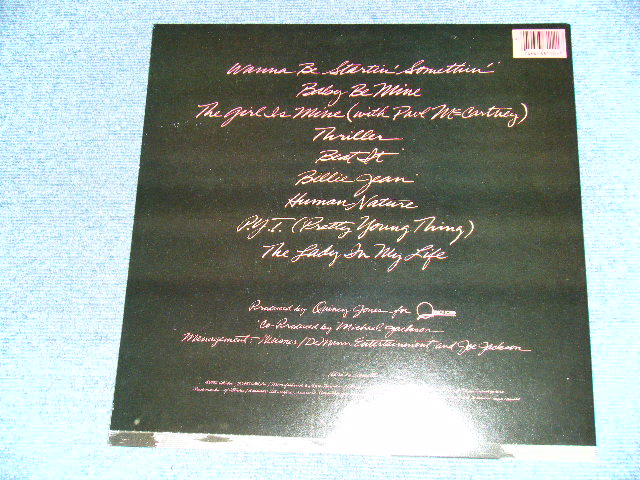 Wanna Be Startin' Somethin'
Baby Be Mine
The Girl Is Mine (with Paul McCartney)
Thriller
Beat It
Billie Jean
Human Nature
P.Y.T. (Pretty Young Thing)
The Lady In My Life
Produced by Quincy Jones for
Co-Produced by Michael Jackson
Management: Weisner/DeMann Entertainment and Joe Jackson